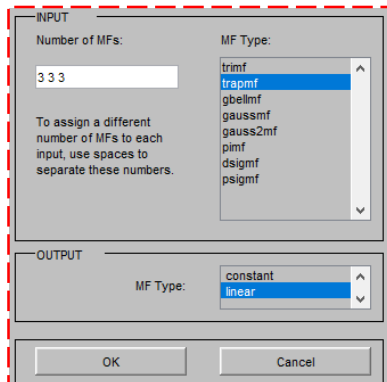 INPUT
Number of MFs:
3 3 3
To assign a different
number of MFs to each
input, use spaces to
separate these numbers.
MF Type:
trimf
trapmf
gbellmf
gaussmf
gauss2mf
pimf
dsigmf
psigmf
OUTPUT
MF Type:
constant
linear
OK
Cancel